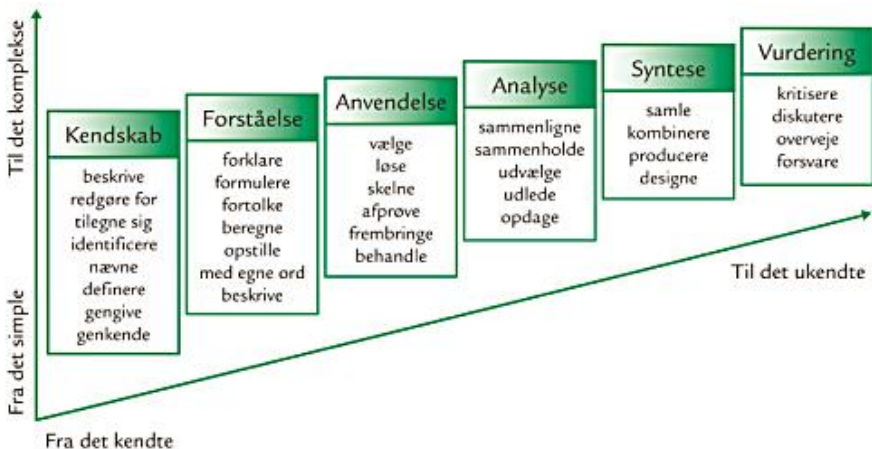 Til det komplekse
Fra det simple
Kendskab
beskrive
redgøre for
tilegne sig
identificere
nævne
definere
gengive
genkende
Forståelse
forklare
formulere
fortolke
beregne
opstille
med egne ord
beskrive
Anvendelse
vælge
løse
skelne
afprøve
frembringe
behandle
Analyse
sammenligne
sammenholde
udvælge
udlede
opdage
Syntese
samle
kombinere
producere
designe
Vurdering
kritisere
diskutere
overveje
forsvare
Til det ukendte
Fra det kendte